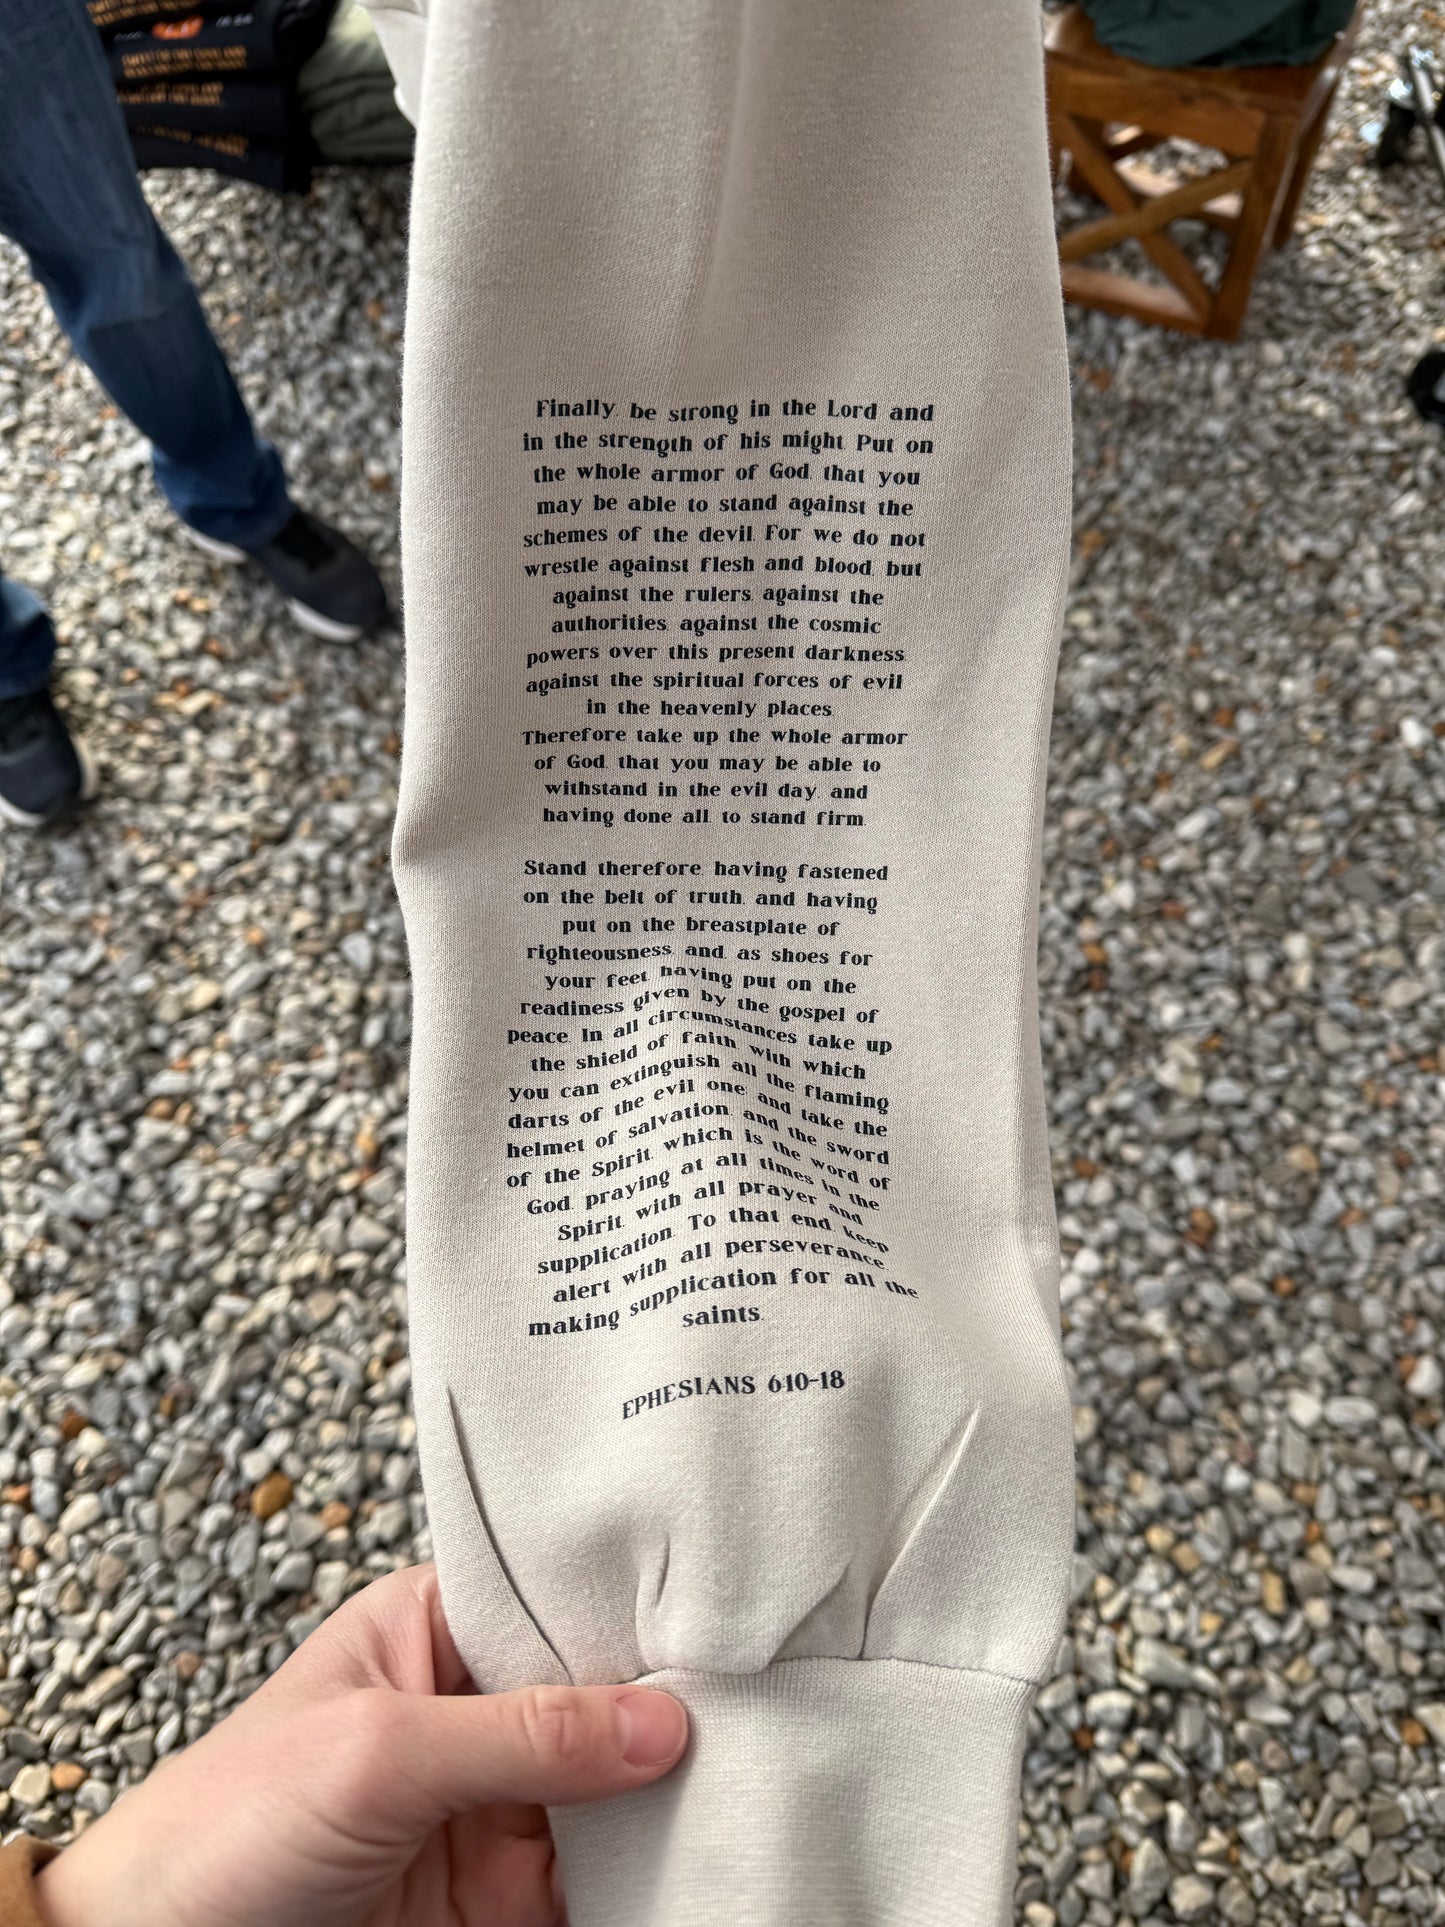 Finally, be strong in the Lord and
in the strength of his might. Put on
the whole armor of God, that you
may be able to stand against the
schemes of the devil. For we do not
wrestle against flesh and blood, but
against the rulers, against the
authorities, against the cosmic
powers over this present darkness,
against the spiritual forces of evil
in the heavenly places.
Therefore take up the whole armor
of God, that you may be able to
withstand in the evil day, and
having done all, to stand firm.
Stand therefore, having fastened
on the belt of truth, and having
put on the breastplate of
righteousness, and, as shoes for
your feet, having put on the
readiness given by the gospel of
peace. In all circumstances take up
the shield of faith, with which
you can extinguish all the flaming
darts of the evil one; and take the
helmet of salvation, and the sword
of the Spirit, which is the word of
God, praying at all times in the
Spirit, with all prayer and
supplication. To that end keep
alert with all perseverance,
making supplication for all the
saints.
EPHESIANS 6:10-18